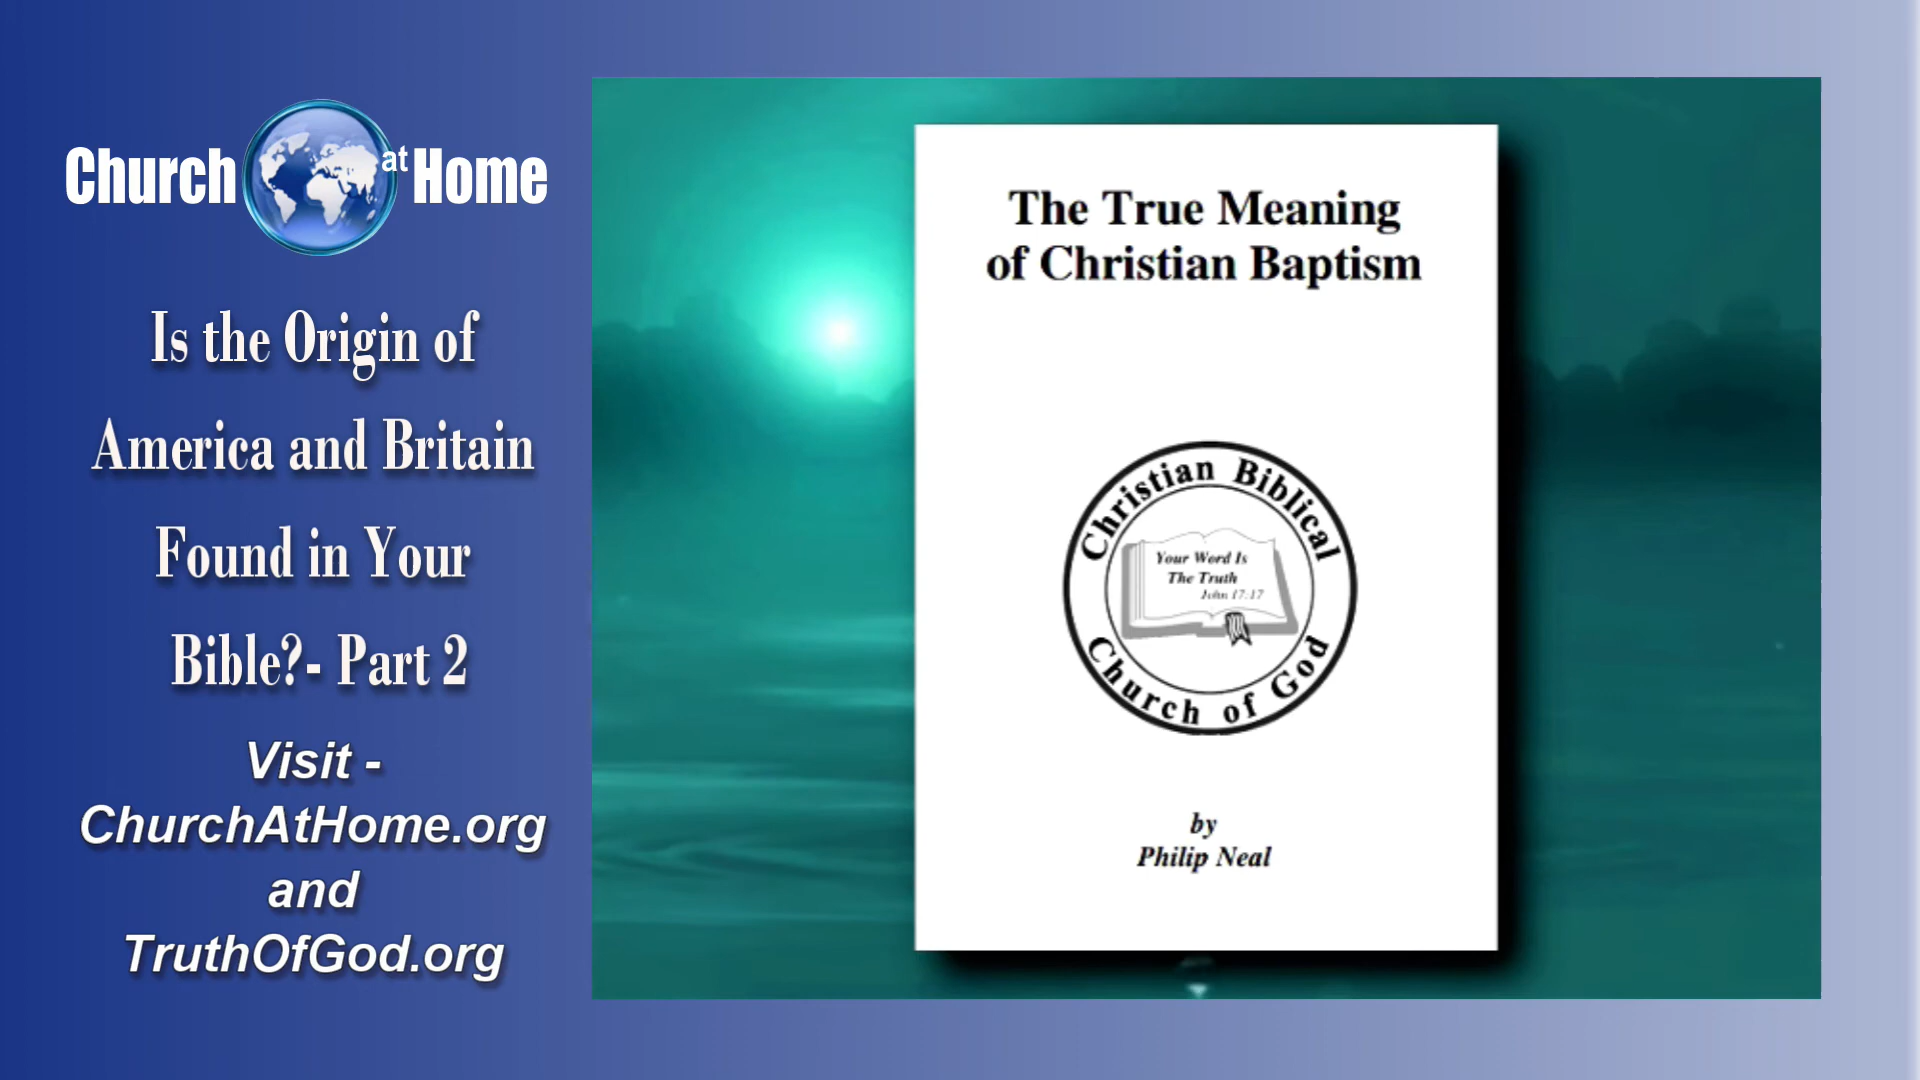 Church at Home
Is the Origin of
America and Britain
Found in Your
Bible?- Part 2
Visit -
ChurchAtHome.org
and
TruthOfGod.org
The True Meaning
of Christian Baptism
Christian Biblical
Your Word Is
The Truth
John 17:17
Church of God
by
Philip Neal